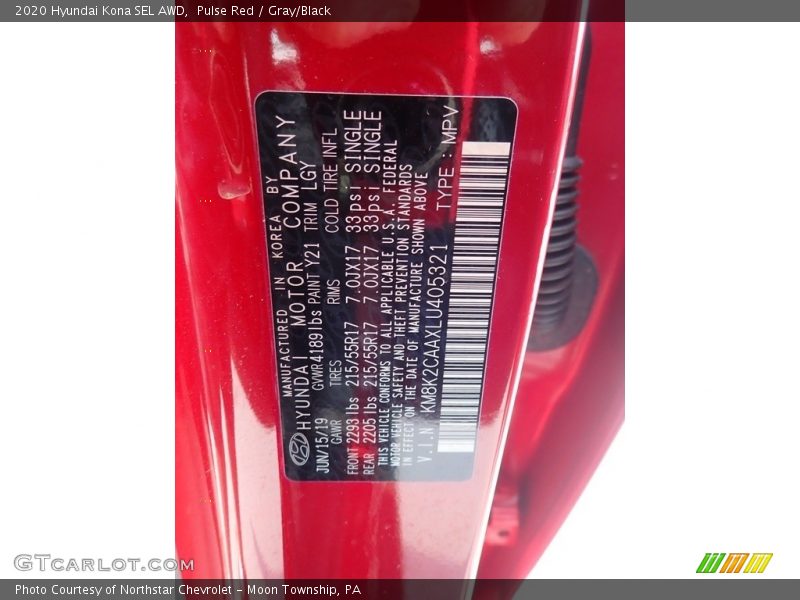 2020 Hyundai Kona SEL AWD,  Pulse Red / Gray/Black
MANUFACTURED IN KOREA BY
HYUNDAI MOTOR COMPANY
JUN/15/19 GVWR 4189lbs PAINT Y21 TRIM LGY
GAWR TIRES RIMS COLD TIRE INFL
FRONT 2293 lbs 215/55R17 7.0JX17 33psi SINGLE
REAR 2205 lbs 215/55R17 7.0JX17 33psi SINGLE
THIS VEHICLE CONFORMS TO ALL APPLICABLE U.S.A. FEDERAL
MOTOR VEHICLE SAFETY AND THEFT PREVENTION STANDARDS
IN EFFECT ON THE DATE OF MANUFACTURE SHOWN ABOVE
V.I.N KM8K2CAAXLU405321 TYPE : MPV
GTcarlot.com
Photo Courtesy of Northstar Chevrolet - Moon Township, PA